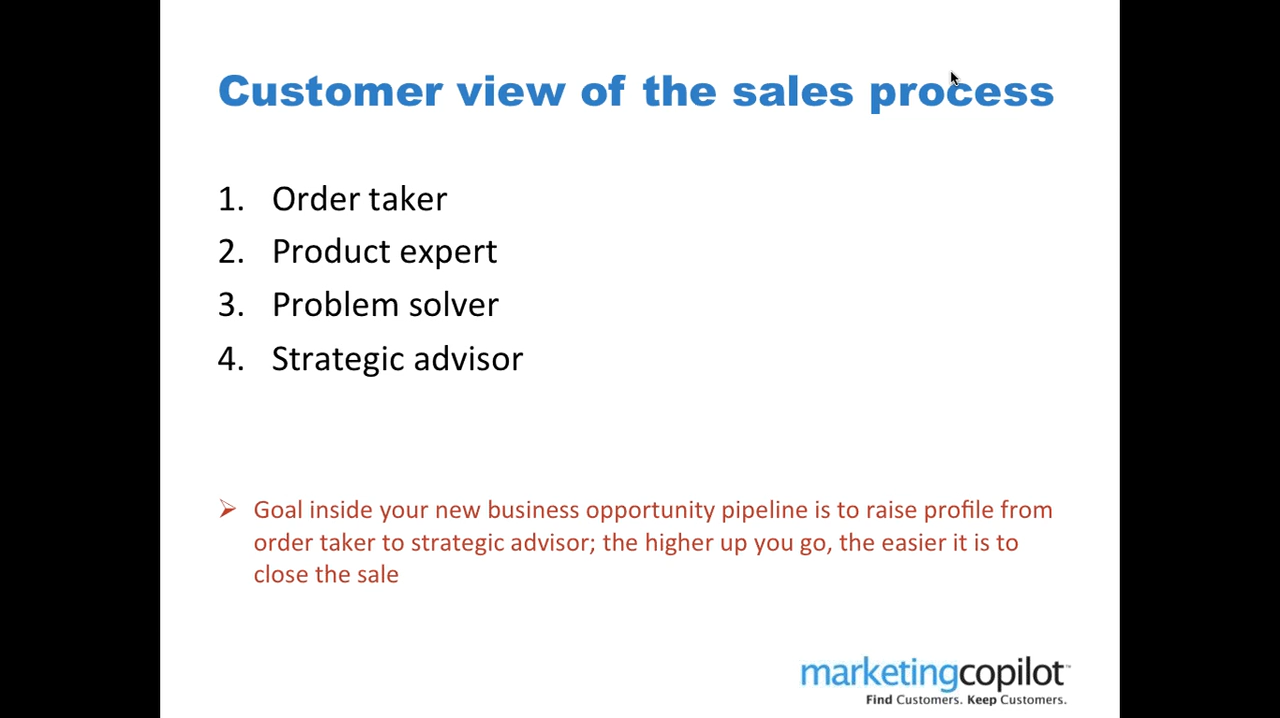 Customer view of the sales process
1. Order taker
2. Product expert
3. Problem solver
4. Strategic advisor
➢ Goal inside your new business opportunity pipeline is to raise profile from
order taker to strategic advisor; the higher up you go, the easier it is to
close the sale
marketingcopilot™
Find Customers. Keep Customers.